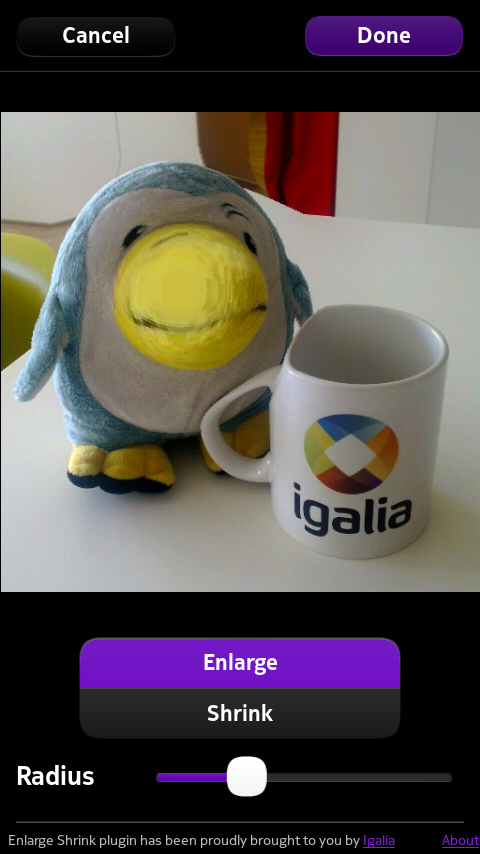 Cancel Done
igalia
Enlarge
Shrink
Radius
Enlarge Shrink plugin has been proudly brought to you by Igalia About